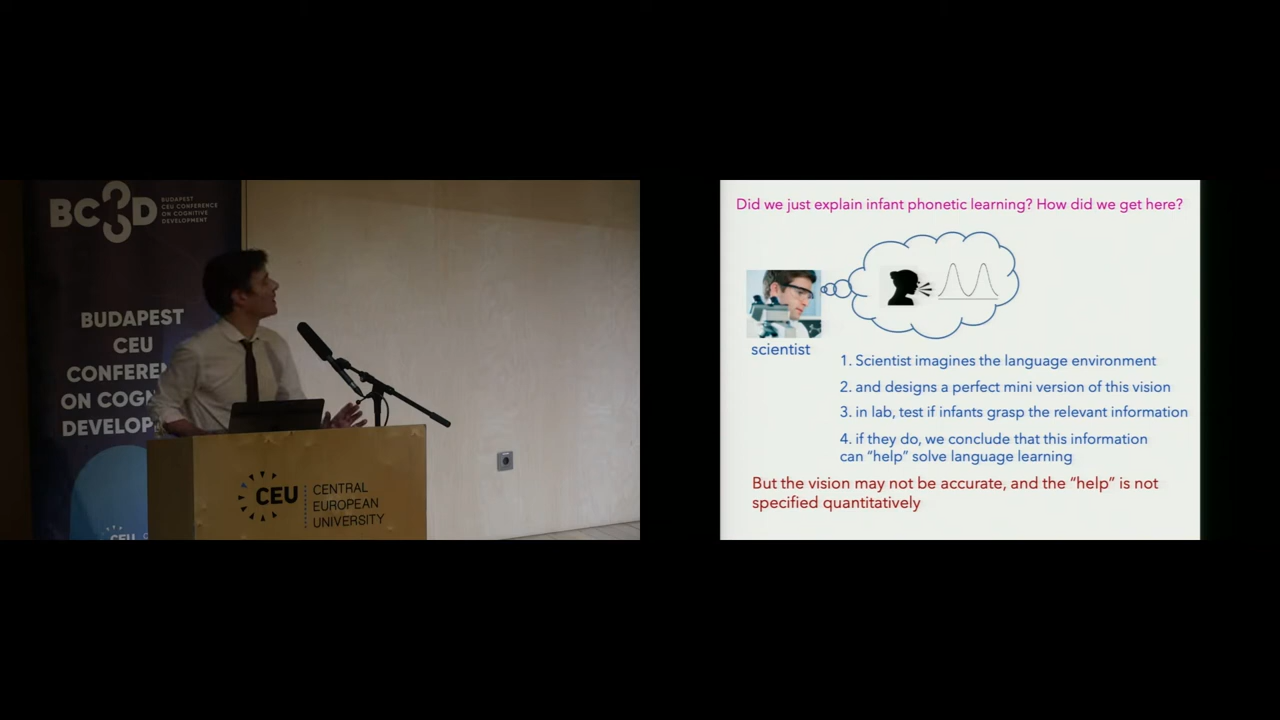 BC3D
BUDAPEST
CEU CONFERENCE
ON COGNITIVE
DEVELOPMENT
BUDAPEST
CEU
CONFEREN
ON COGN
DEVELOP
CEU
CEU
CENTRAL
EUROPEAN
UNIVERSITY
Did we just explain infant phonetic learning? How did we get here?
scientist
1. Scientist imagines the language environment
2. and designs a perfect mini version of this vision
3. in lab, test if infants grasp the relevant information
4. if they do, we conclude that this information
can “help” solve language learning
But the vision may not be accurate, and the “help” is not
specified quantitatively